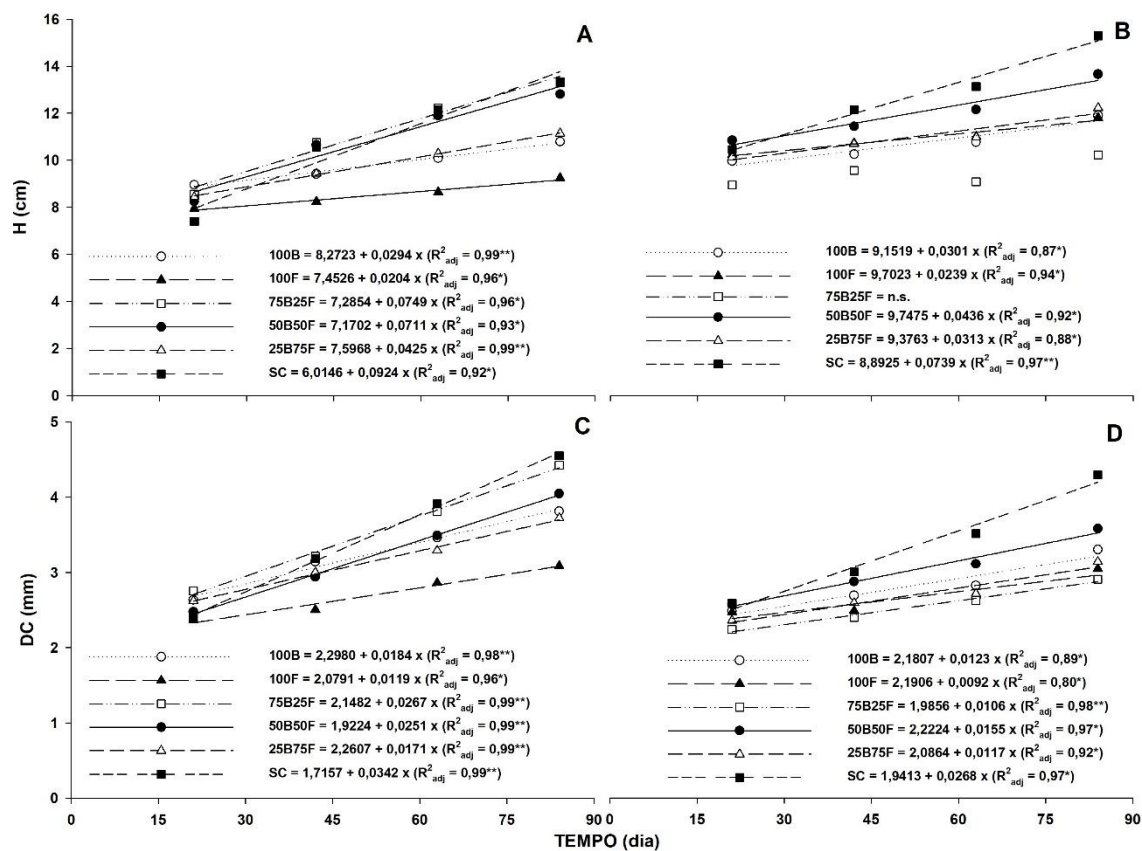 A
H (cm)
16
14
12
10
8
6
4
2
0
100B = 8,2723 + 0,0294 x (R²adj = 0,99**)
100F = 7,4526 + 0,0204 x (R²adj = 0,96*)
75B25F = 7,2854 + 0,0749 x (R²adj = 0,96*)
50B50F = 7,1702 + 0,0711 x (R²adj = 0,93*)
25B75F = 7,5968 + 0,0425 x (R²adj = 0,99**)
SC = 6,0146 + 0,0924 x (R²adj = 0,92*)
B
100B = 9,1519 + 0,0301 x (R²adj = 0,87*)
100F = 9,7023 + 0,0239 x (R²adj = 0,94*)
75B25F = n.s.
50B50F = 9,7475 + 0,0436 x (R²adj = 0,92*)
25B75F = 9,3763 + 0,0313 x (R²adj = 0,88*)
SC = 8,8925 + 0,0739 x (R²adj = 0,97**)
C
DC (mm)
5
4
3
2
1
0
100B = 2,2980 + 0,0184 x (R²adj = 0,98**)
100F = 2,0791 + 0,0119 x (R²adj = 0,96*)
75B25F = 2,1482 + 0,0267 x (R²adj = 0,99**)
50B50F = 1,9224 + 0,0251 x (R²adj = 0,99**)
25B75F = 2,2607 + 0,0171 x (R²adj = 0,99**)
SC = 1,7157 + 0,0342 x (R²adj = 0,99**)
0 15 30 45 60 75 90
D
100B = 2,1807 + 0,0123 x (R²adj = 0,89*)
100F = 2,1906 + 0,0092 x (R²adj = 0,80*)
75B25F = 1,9856 + 0,0106 x (R²adj = 0,98**)
50B50F = 2,2224 + 0,0155 x (R²adj = 0,97*)
25B75F = 2,0864 + 0,0117 x (R²adj = 0,92*)
SC = 1,9413 + 0,0268 x (R²adj = 0,97*)
0 15 30 45 60 75 90
TEMPO (dia)